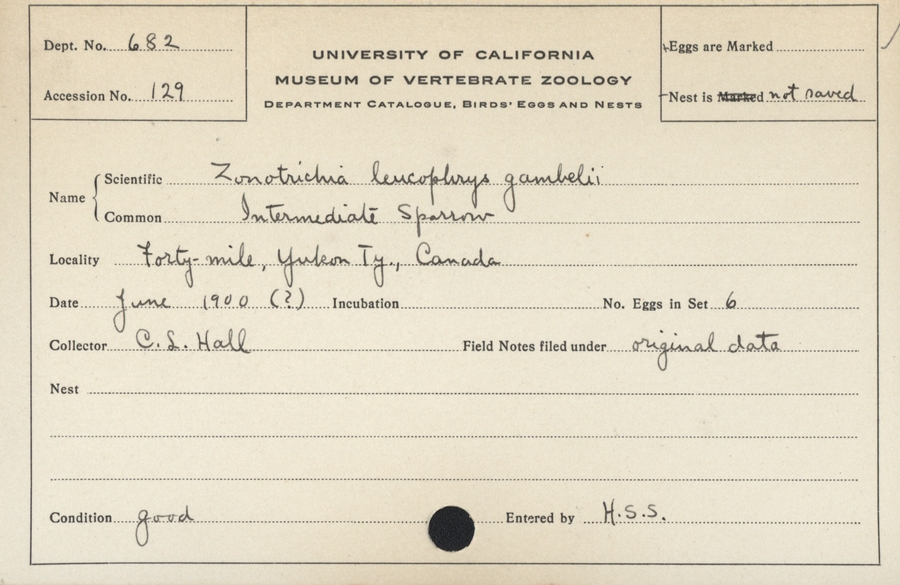 Dept. No. 682
UNIVERSITY OF CALIFORNIA
MUSEUM OF VERTEBRATE ZOOLOGY
DEPARTMENT CATALOGUE, BIRDS' EGGS AND NESTS
Eggs are Marked
Accession No. 129
Nest is Marked not saved
Name
Scientific Zonotrichia leucophrys gambelii
Common Intermediate Sparrow
Locality Forty-mile, Yukon Ty., Canada
Date June 1900 (?) Incubation No. Eggs in Set 6
Collector C. L. Hall Field Notes filed under original data
Nest
Condition good Entered by H.S.S.